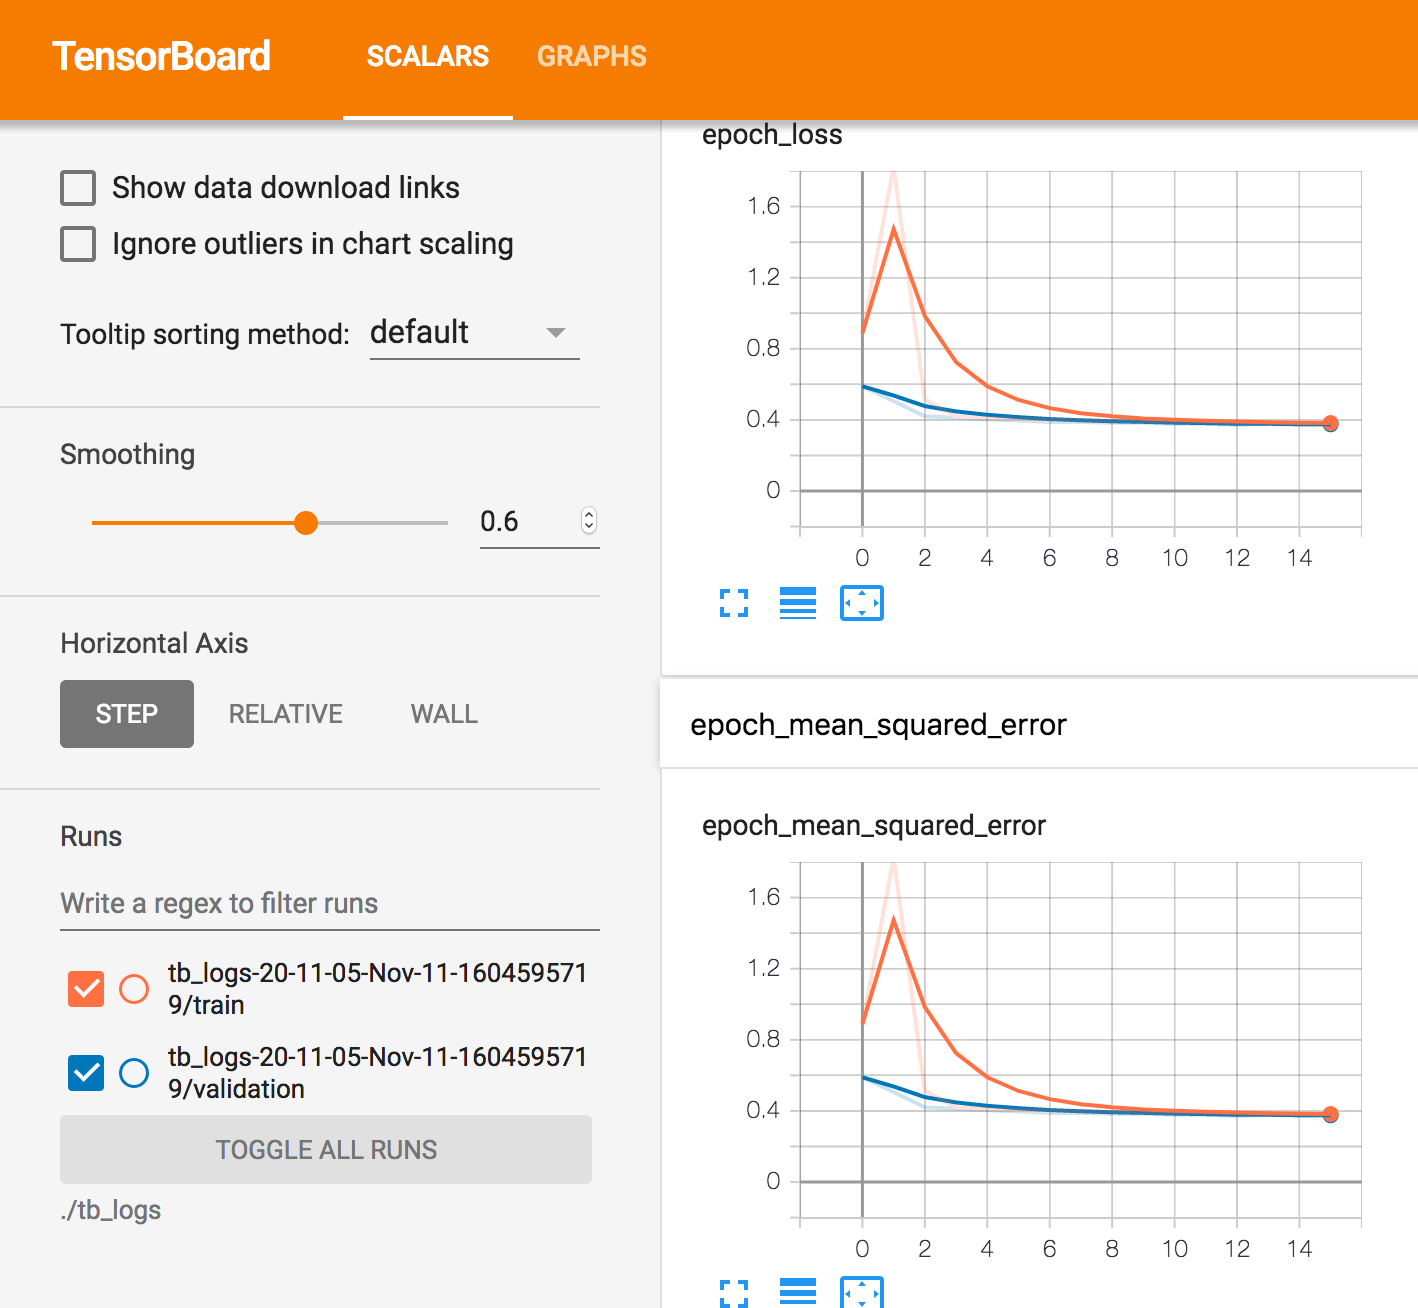 TensorBoard
SCALARS
GRAPHS
Show data download links
Ignore outliers in chart scaling
Tooltip sorting method:
default
Smoothing
0.6
Horizontal Axis
STEP
RELATIVE
WALL
Runs
Write a regex to filter runs
tb_logs-20-11-05-Nov-11-160459571
9/train
tb_logs-20-11-05-Nov-11-160459571
9/validation
TOGGLE ALL RUNS
./tb_logs
epoch_loss
1.6
1.2
0.8
0.4
0
0 2 4 6 8 10 12 14
epoch_mean_squared_error
epoch_mean_squared_error
1.6
1.2
0.8
0.4
0
0 2 4 6 8 10 12 14